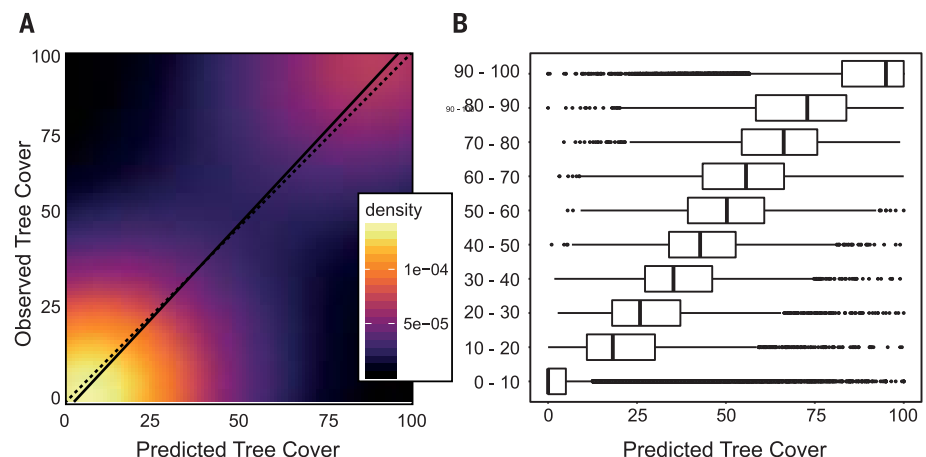 A
100
75
50
25
0
Observed Tree Cover
0 25 50 75 100
Predicted Tree Cover
density
1e−04
5e−05
B
90 - 100
80 - 90
70 - 80
60 - 70
50 - 60
40 - 50
30 - 40
20 - 30
10 - 20
0 - 10
0 25 50 75 100
Predicted Tree Cover